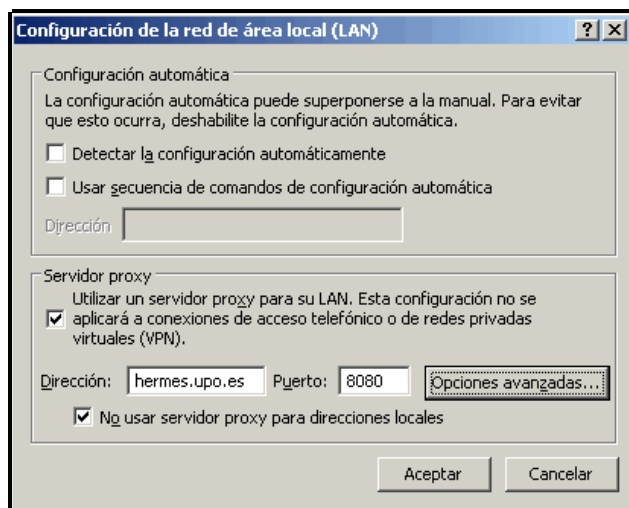 Configuración de la red de área local (LAN)
Configuración automática
La configuración automática puede superponerse a la manual. Para evitar
que esto ocurra, deshabilite la configuración automática.
Detectar la configuración automáticamente
Usar secuencia de comandos de configuración automática
Dirección
Servidor proxy
Utilizar un servidor proxy para su LAN. Esta configuración no se
aplicará a conexiones de acceso telefónico o de redes privadas
virtuales (VPN).
Dirección: hermes.upo.es Puerto: 8080 Opciones avanzadas...
No usar servidor proxy para direcciones locales
Aceptar Cancelar